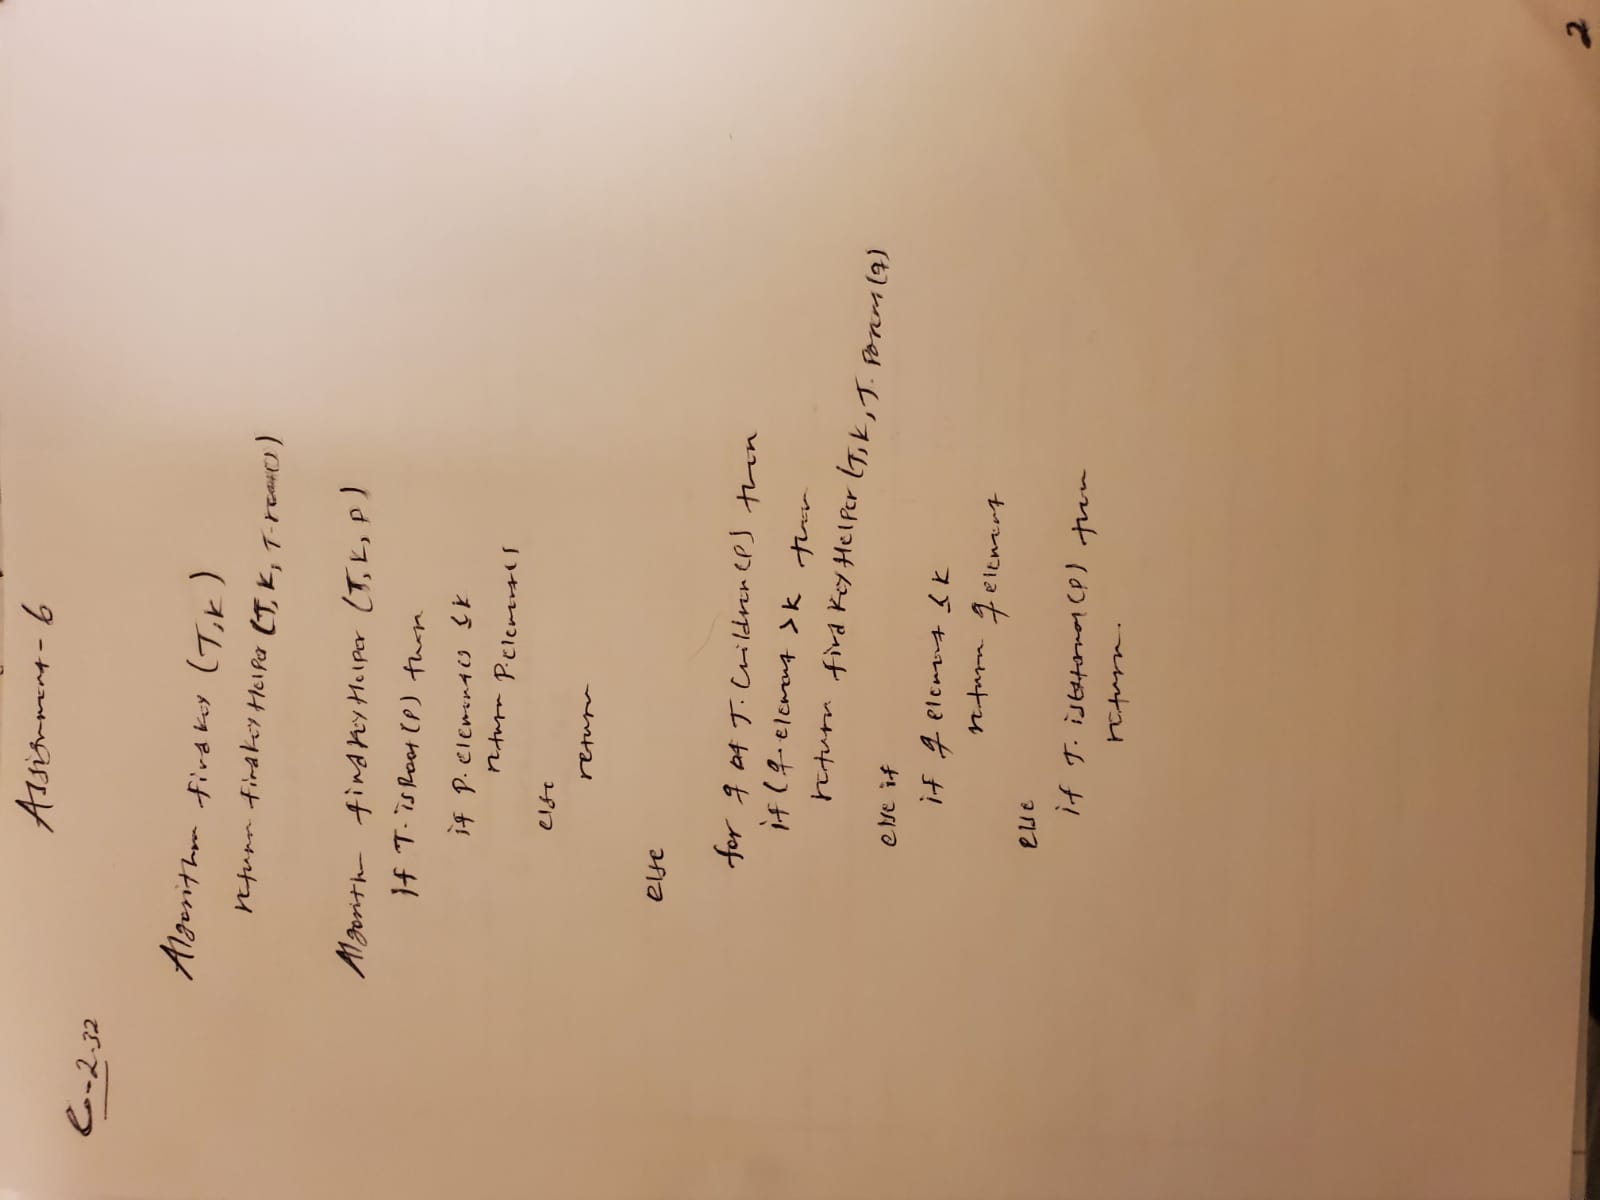 Assignment-6
C-2.32
Algorithm findkey (T,k)
return findkeyHelper (T, k, T.root())
Algorithm findkeyHelper (T, k, p)
If T.isRoot(p) then
if p.element() ≤ k
return p.element()
else
return
else
for q of T.children(p) then
if (q.element > k then
return findkeyHelper (T, k, T.Parent(q)
else if
if q element ≤ k
return q element
else
if T.isExternal(p) then
return.
2